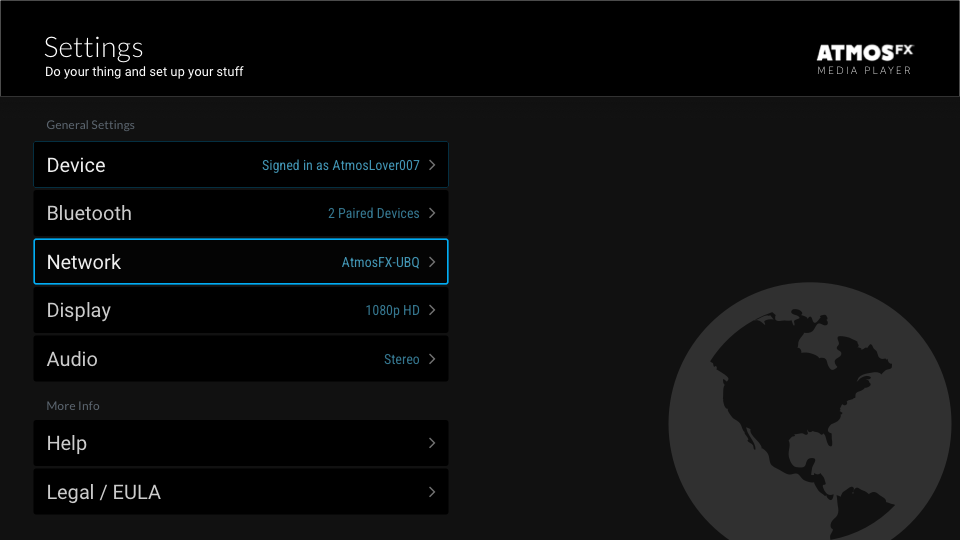 Settings
Do your thing and set up your stuff
ATMOSFX
MEDIA PLAYER
General Settings
Device Signed in as AtmosLover007
Bluetooth 2 Paired Devices
Network AtmosFX-UBQ
Display 1080p HD
Audio Stereo
More Info
Help
Legal / EULA